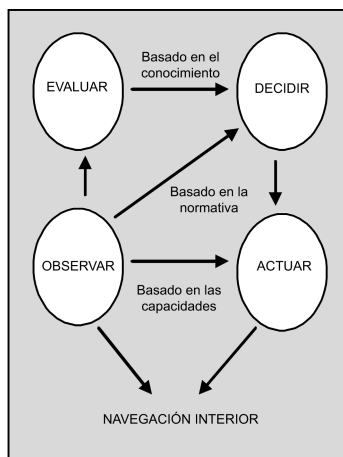 Basado en el
conocimiento
EVALUAR
DECIDIR
Basado en la
normativa
OBSERVAR
ACTUAR
Basado en las
capacidades
NAVEGACIÓN INTERIOR